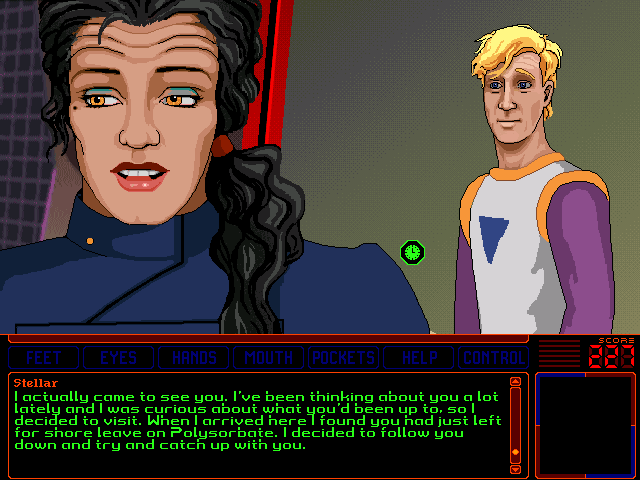 SCORE
FEET EYES HANDS MOUTH POCKETS HELP CONTROL 221
Stellar
I actually came to see you. I've been thinking about you a lot
lately and I was curious about what you'd been up to, so I
decided to visit. When I arrived here I found you had just left
for shore leave on Polysorbate. I decided to follow you
down and try and catch up with you.